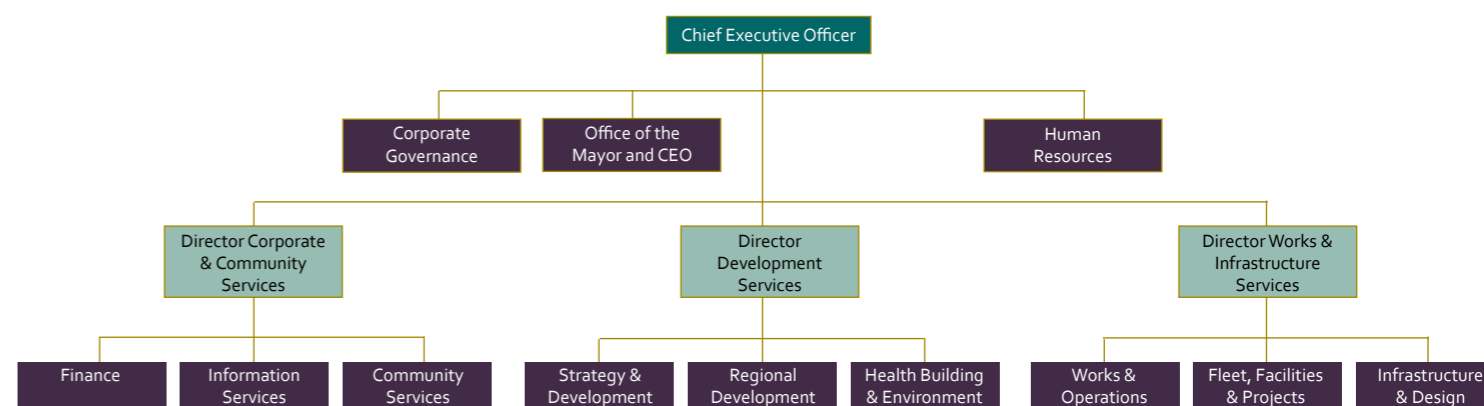 Chief Executive Officer
Corporate
Governance
Office of the
Mayor and CEO
Human
Resources
Director Corporate
& Community
Services
Director
Development
Services
Director Works &
Infrastructure
Services
Finance
Information
Services
Community
Services
Strategy &
Development
Regional
Development
Health Building
& Environment
Works &
Operations
Fleet, Facilities
& Projects
Infrastructure
& Design